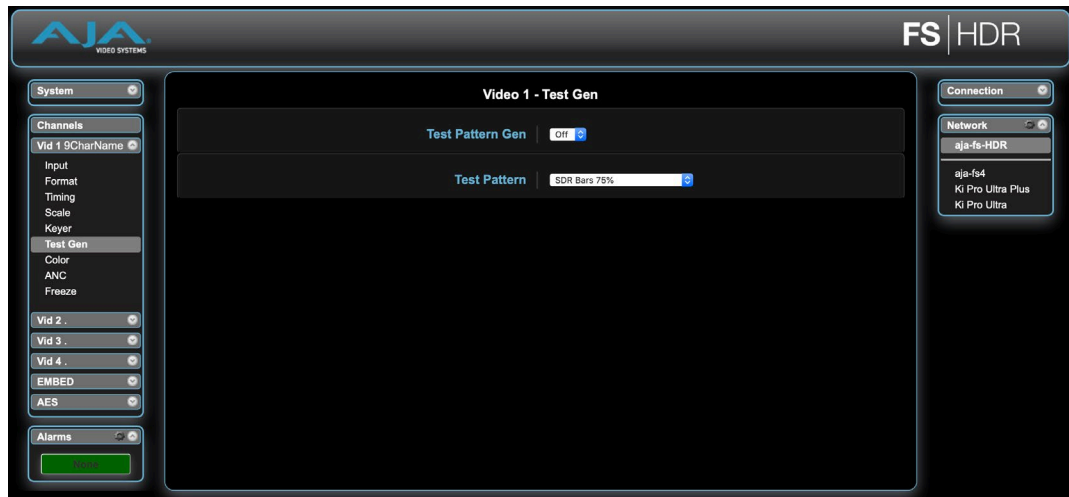 AJA
VIDEO SYSTEMS
FS HDR
System
Channels
Vid 1 9CharName
Input
Format
Timing
Scale
Keyer
Test Gen
Color
ANC
Freeze
Vid 2 .
Vid 3 .
Vid 4 .
EMBED
AES
Alarms
None
Video 1 - Test Gen
Test Pattern Gen Off
Test Pattern SDR Bars 75%
Connection
Network
aja-fs-HDR
aja-fs4
Ki Pro Ultra Plus
Ki Pro Ultra